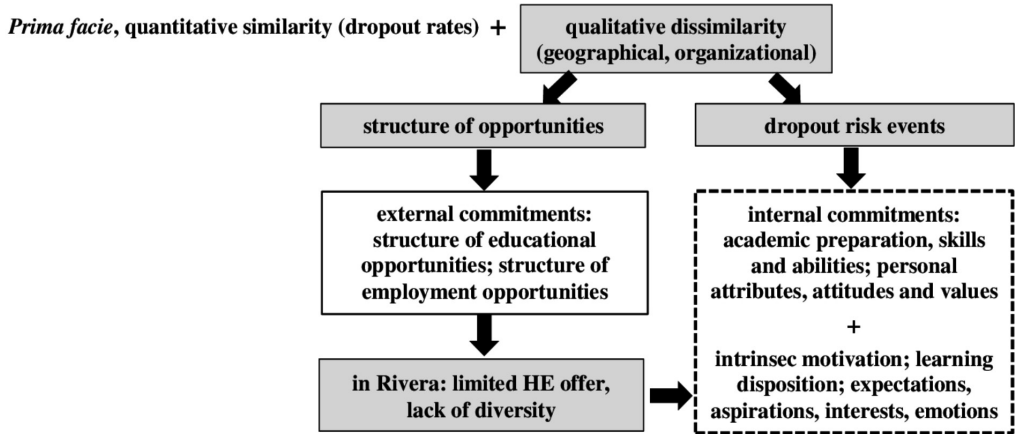 Prima facie, quantitative similarity (dropout rates) +
qualitative dissimilarity
(geographical, organizational)
structure of opportunities
dropout risk events
external commitments:
structure of educational
opportunities; structure of
employment opportunities
internal commitments:
academic preparation, skills
and abilities; personal
attributes, attitudes and values
+
intrinsec motivation; learning
disposition; expectations,
aspirations, interests, emotions
in Rivera: limited HE offer,
lack of diversity